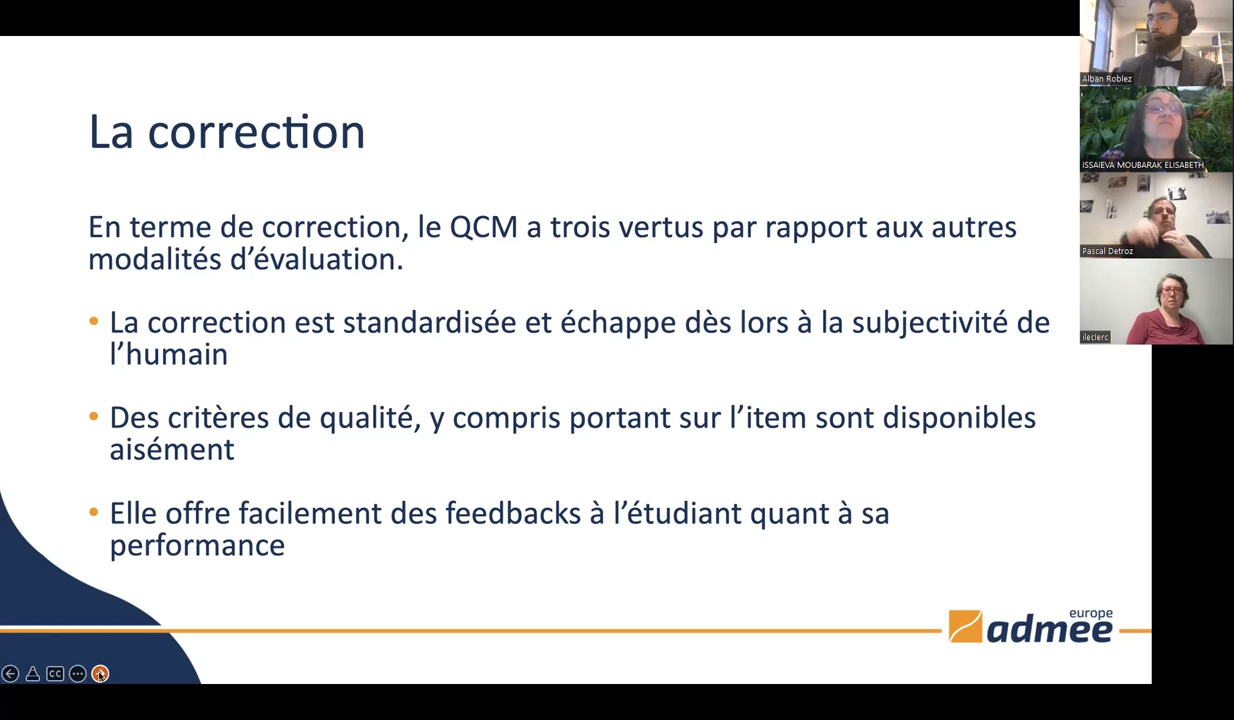 La correction
En terme de correction, le QCM a trois vertus par rapport aux autres
modalités d’évaluation.
• La correction est standardisée et échappe dès lors à la subjectivité de
l’humain
• Des critères de qualité, y compris portant sur l’item sont disponibles
aisément
• Elle offre facilement des feedbacks à l’étudiant quant à sa
performance
europe
admee
CC
Alban Roblez
ISSAIEVA MOUBARAK ELISABETH
Pascal Detroz
ileclerc